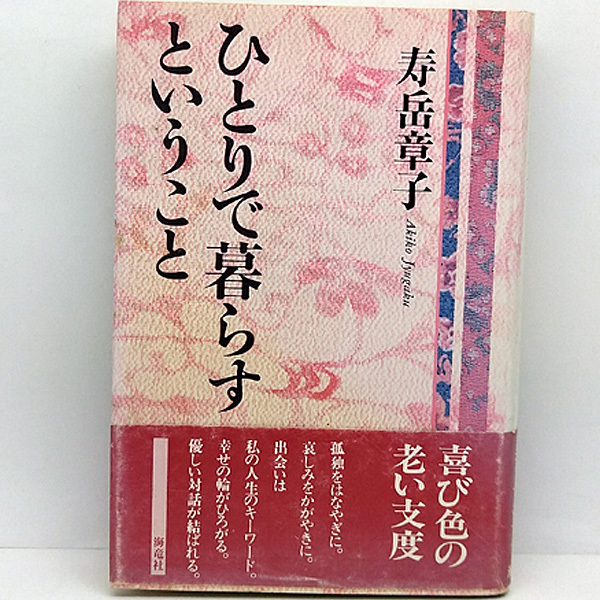 寿岳章子
Akiko Jyugaku
ひとりで暮らす
ということ
喜び色の
老い支度
孤独をはなやぎに。
哀しみをかがやきに。
出会いは
私の人生のキーワード。
幸せの輪がひろがる。
優しい対話が結ばれる。
海竜社